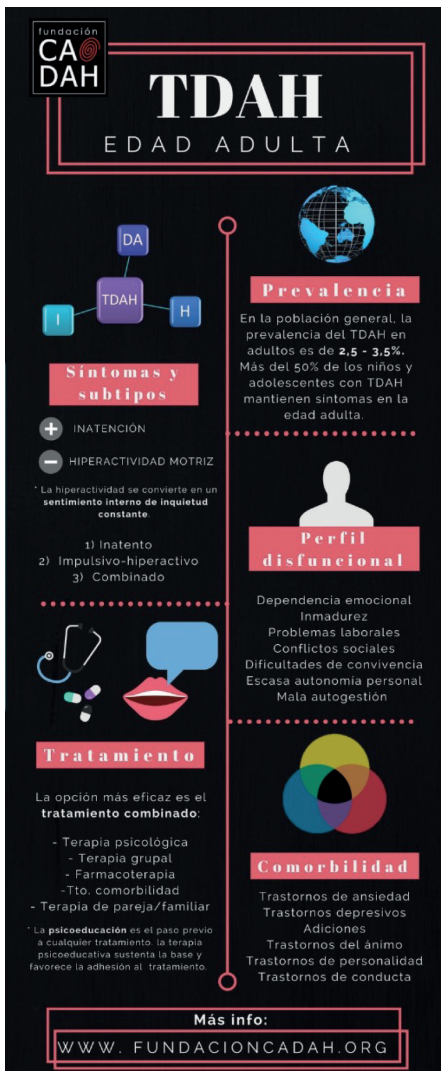 fundación
CA
DAH
TDAH
EDAD ADULTA
DA
TDAH
I
H
Síntomas y
subtipos
+ INATENCIÓN
− HIPERACTIVIDAD MOTRIZ
* La hiperactividad se convierte en un
sentimiento interno de inquietud
constante.
1) Inatento
2) Impulsivo-hiperactivo
3) Combinado
Prevalencia
En la población general, la
prevalencia del TDAH en
adultos es de 2,5 - 3,5%.
Más del 50% de los niños y
adolescentes con TDAH
mantienen síntomas en la
edad adulta.
Perfil
disfuncional
Dependencia emocional
Inmadurez
Problemas laborales
Conflictos sociales
Dificultades de convivencia
Escasa autonomía personal
Mala autogestión
Tratamiento
La opción más eficaz es el
tratamiento combinado:
- Terapia psicológica
- Terapia grupal
- Farmacoterapia
-Tto. comorbilidad
- Terapia de pareja/familiar
* La psicoeducación es el paso previo
a cualquier tratamiento. la terapia
psicoeducativa sustenta la base y
favorece la adhesión al tratamiento.
Comorbilidad
Trastornos de ansiedad
Trastornos depresivos
Adiciones
Trastornos del ánimo
Trastornos de personalidad
Trastornos de conducta
Más info:
WWW. FUNDACIONCADAH.ORG